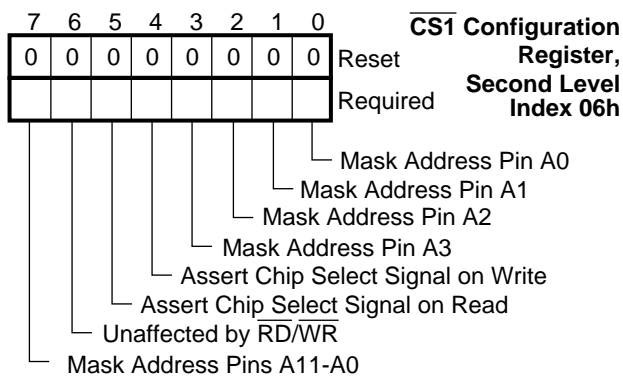 7 6 5 4 3 2 1 0
CS1 Configuration
Register,
Second Level
Index 06h
0 0 0 0 0 0 0 0 Reset
Required
Mask Address Pin A0
Mask Address Pin A1
Mask Address Pin A2
Mask Address Pin A3
Assert Chip Select Signal on Write
Assert Chip Select Signal on Read
Unaffected by RD/WR
Mask Address Pins A11-A0